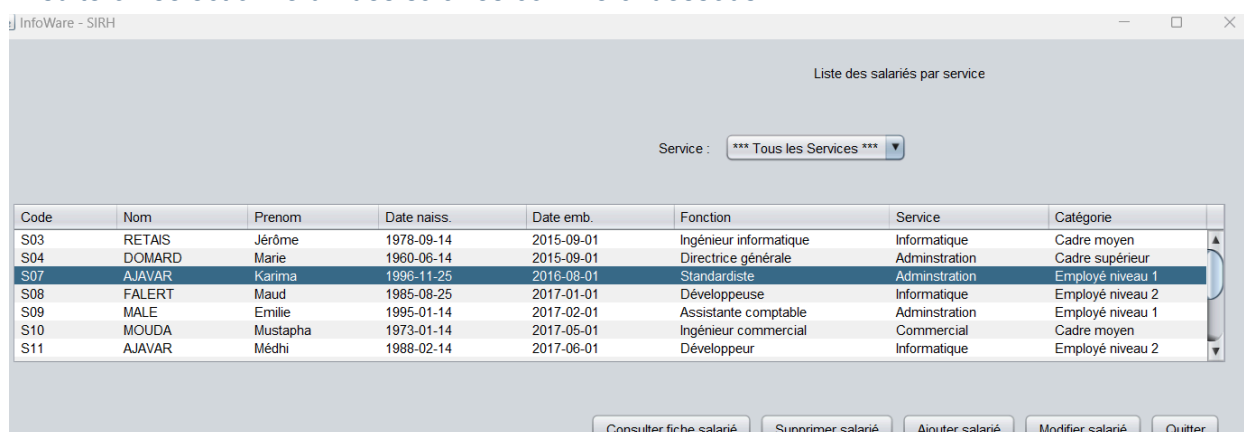 InfoWare - SIRH
Liste des salariés par service
Service : *** Tous les Services ***
Code Nom Prenom Date naiss. Date emb. Fonction Service Catégorie
S03 RETAIS Jérôme 1978-09-14 2015-09-01 Ingénieur informatique Informatique Cadre moyen
S04 DOMARD Marie 1960-06-14 2015-09-01 Directrice générale Adminstration Cadre supérieur
S07 AJAVAR Karima 1996-11-25 2016-08-01 Standardiste Adminstration Employé niveau 1
S08 FALERT Maud 1985-08-25 2017-01-01 Développeuse Informatique Employé niveau 2
S09 MALE Emilie 1995-01-14 2017-02-01 Assistante comptable Adminstration Employé niveau 1
S10 MOUDA Mustapha 1973-01-14 2017-05-01 Ingénieur commercial Commercial Cadre moyen
S11 AJAVAR Médhi 1988-02-14 2017-06-01 Développeur Informatique Employé niveau 2
Consulter fiche salarié Supprimer salarié Ajouter salarié Modifier salarié Quitter